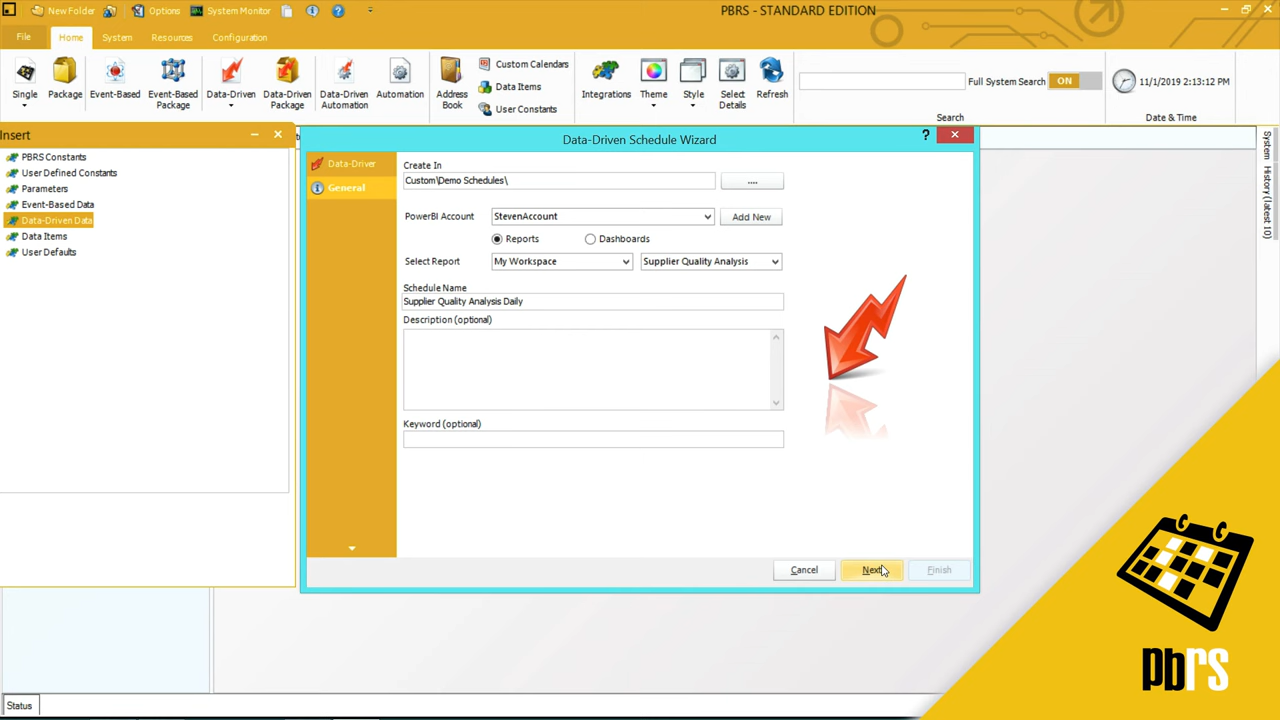 New Folder
Options
System Monitor
PBRS - STANDARD EDITION
File
Home
System
Resources
Configuration
Single
Package
Event-Based
Event-Based Package
Data-Driven
Data-Driven Package
Data-Driven Automation
Automation
Address Book
Custom Calendars
Data Items
User Constants
Integrations
Theme
Style
Select Details
Refresh
Full System Search
ON
Search
11/1/2019 2:13:12 PM
Date & Time
Insert
PBRS Constants
User Defined Constants
Parameters
Event-Based Data
Data-Driven Data
Data Items
User Defaults
Data-Driven Schedule Wizard
?
Data-Driver
General
Create In
Custom\Demo Schedules\
....
PowerBI Account
StevenAccount
Add New
Reports
Dashboards
Select Report
My Workspace
Supplier Quality Analysis
Schedule Name
Supplier Quality Analysis Daily
Description (optional)
Keyword (optional)
Cancel
Next
Finish
System History (latest 10)
Status
pbrs